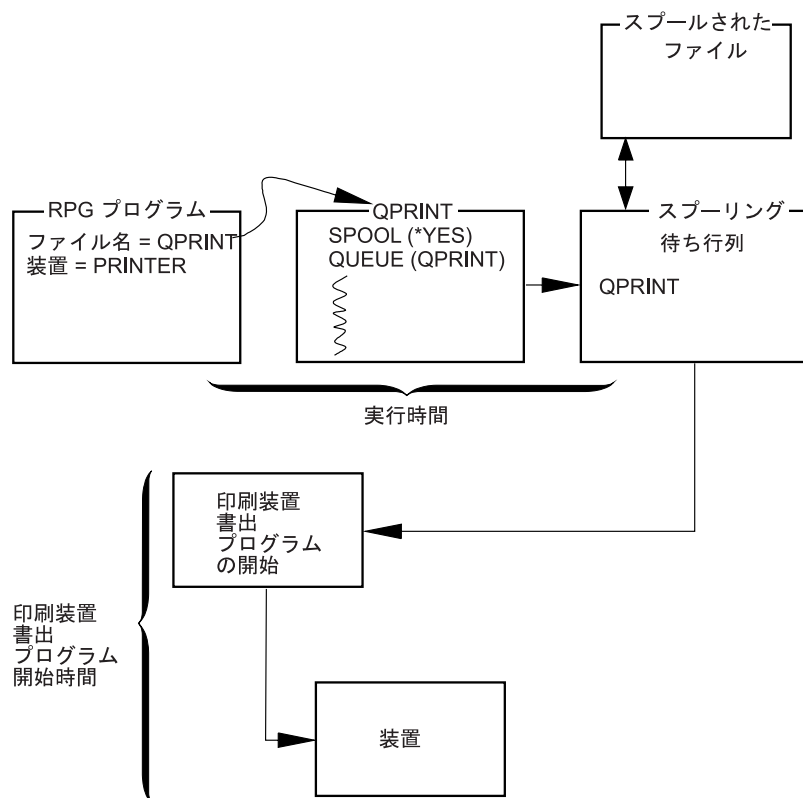 スプールされた
ファイル
RPG プログラム
ファイル名 = QPRINT
装置 = PRINTER
QPRINT
SPOOL (*YES)
QUEUE (QPRINT)
スプーリング
待ち行列
QPRINT
実行時間
印刷装置
書出
プログラム
の開始
印刷装置
書出
プログラム
開始時間
装置